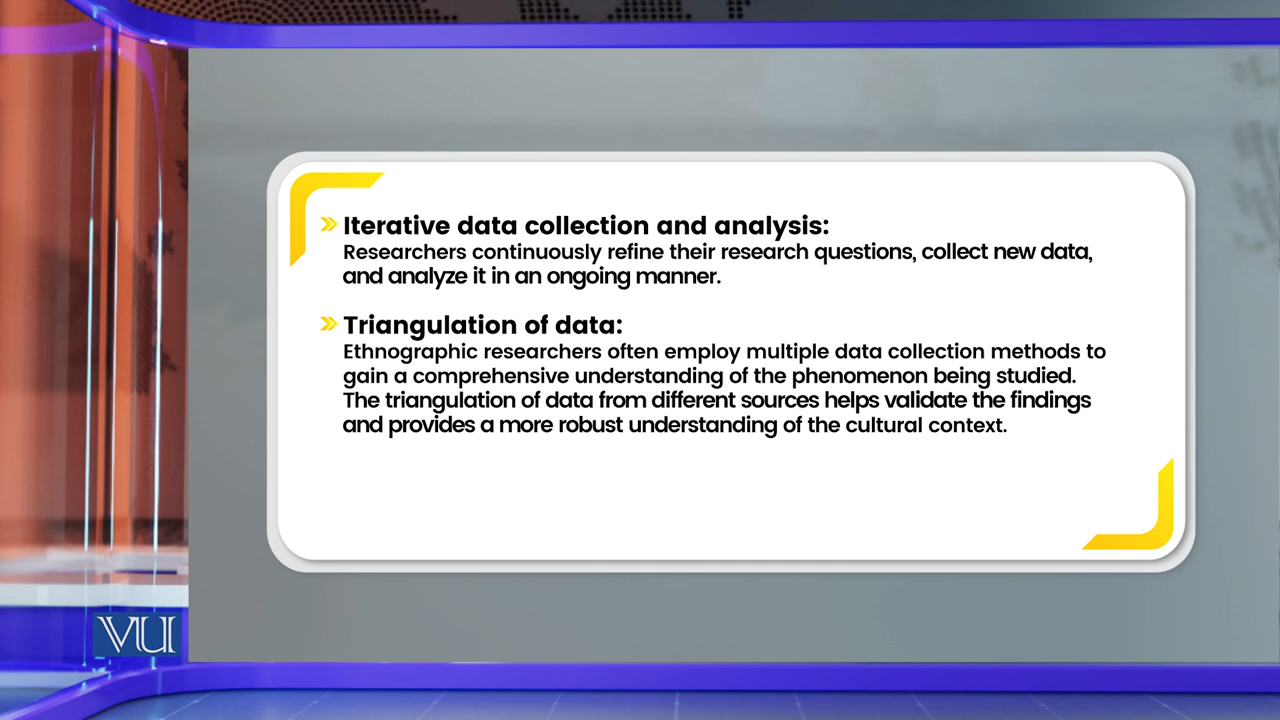 Iterative data collection and analysis:
Researchers continuously refine their research questions, collect new data,
and analyze it in an ongoing manner.
Triangulation of data:
Ethnographic researchers often employ multiple data collection methods to
gain a comprehensive understanding of the phenomenon being studied.
The triangulation of data from different sources helps validate the findings
and provides a more robust understanding of the cultural context.
VU